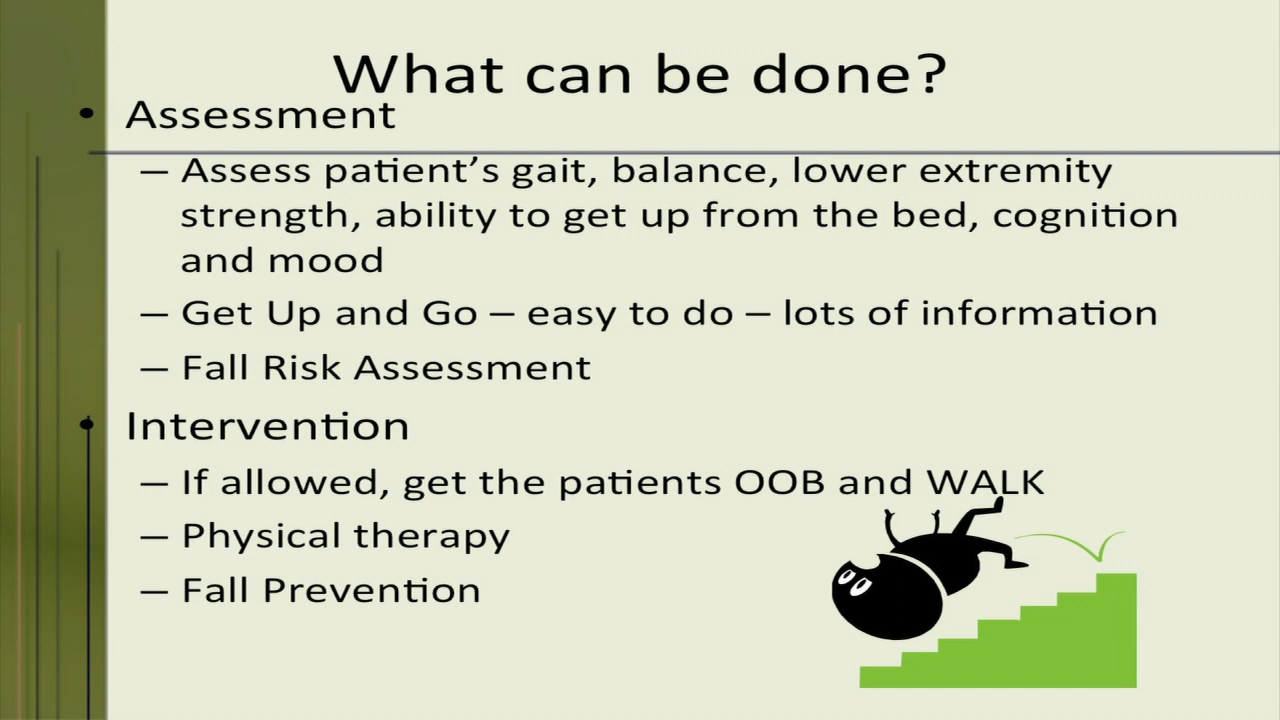 What can be done?
• Assessment
– Assess patient’s gait, balance, lower extremity
strength, ability to get up from the bed, cognition
and mood
– Get Up and Go – easy to do – lots of information
– Fall Risk Assessment
• Intervention
– If allowed, get the patients OOB and WALK
– Physical therapy
– Fall Prevention